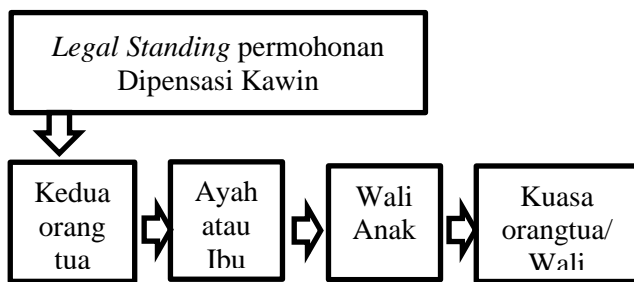 Legal Standing permohonan
Dipensasi Kawin
Kedua
orang
tua
Ayah
atau
Ibu
Wali
Anak
Kuasa
orangtua/
Wali